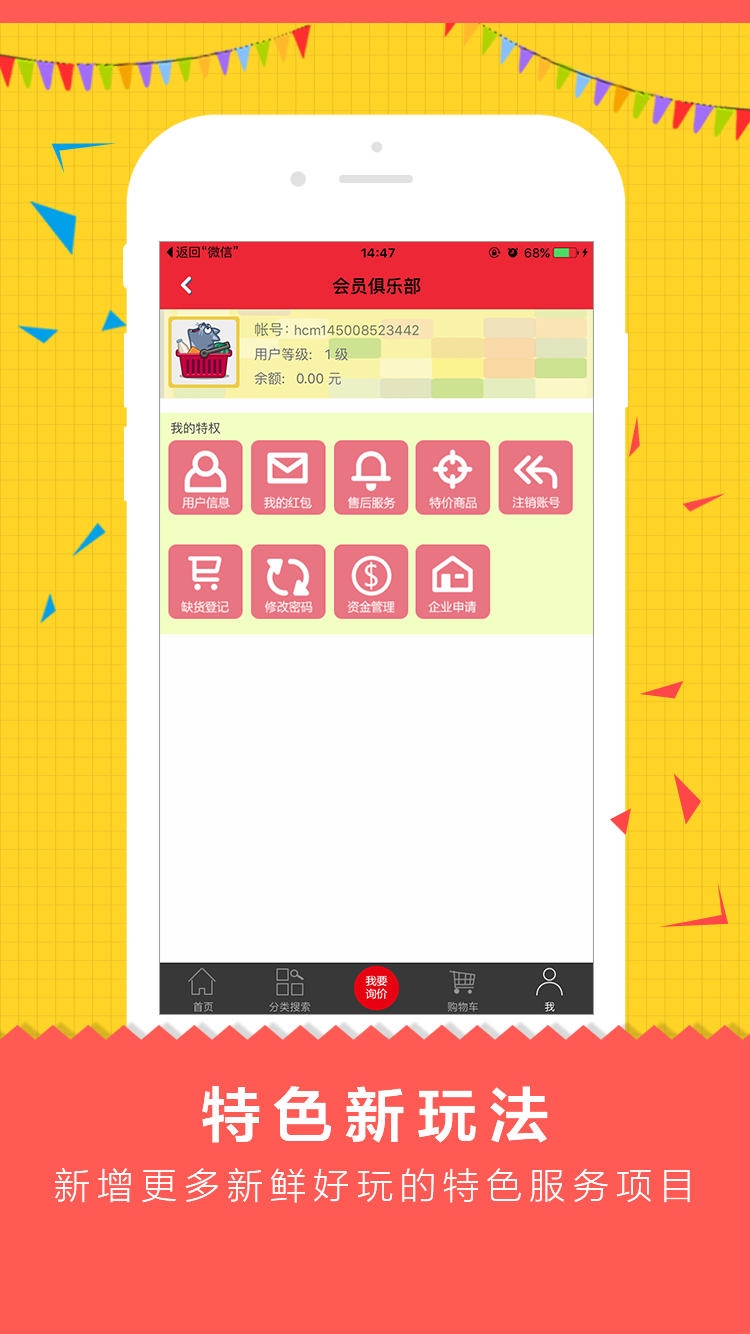 返回“微信” 14:47 68%
会员俱乐部
帐号：hcm145008523442
用户等级： 1 级
余额： 0.00 元
我的特权
用户信息 我的红包 售后服务 特价商品 注销账号
缺货登记 修改密码 资金管理 企业申请
我要
询价
首页 分类搜索 购物车 我
特色新玩法
新增更多新鲜好玩的特色服务项目